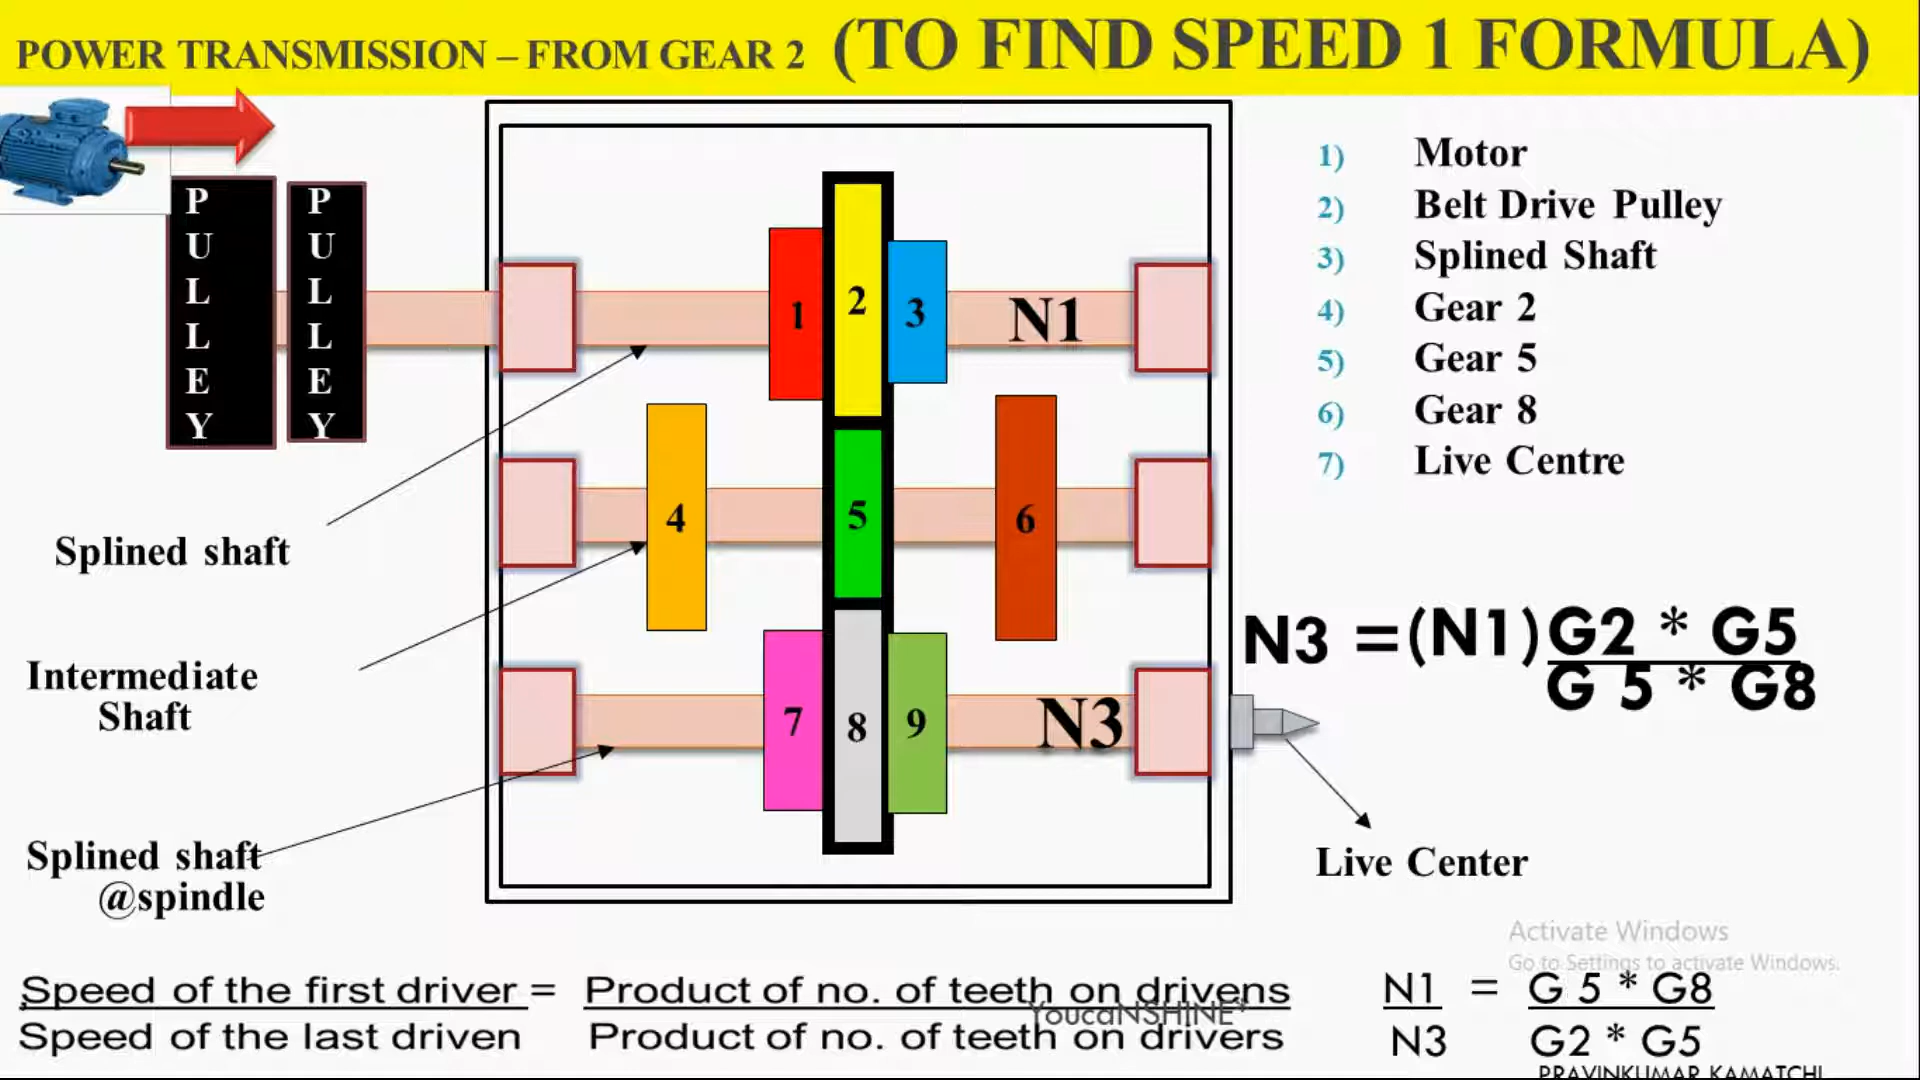 POWER TRANSMISSION – FROM GEAR 2 (TO FIND SPEED 1 FORMULA)
P
U
L
L
E
Y
P
U
L
L
E
Y
1
2
3
N1
4
5
6
7
8
9
N3
Splined shaft
Intermediate
Shaft
Splined shaft
@spindle
1) Motor
2) Belt Drive Pulley
3) Splined Shaft
4) Gear 2
5) Gear 5
6) Gear 8
7) Live Centre
N3 =(N1)G2 * G5
G 5 * G8
Live Center
Activate Windows
Go to Settings to activate Windows.
Speed of the first driver = Product of no. of teeth on drivens
Speed of the last driven Product of no. of teeth on drivers
YoucaNSHINE*
N1 = G 5 * G8
N3 G2 * G5
PRAVINKUMAR KAMATCHI